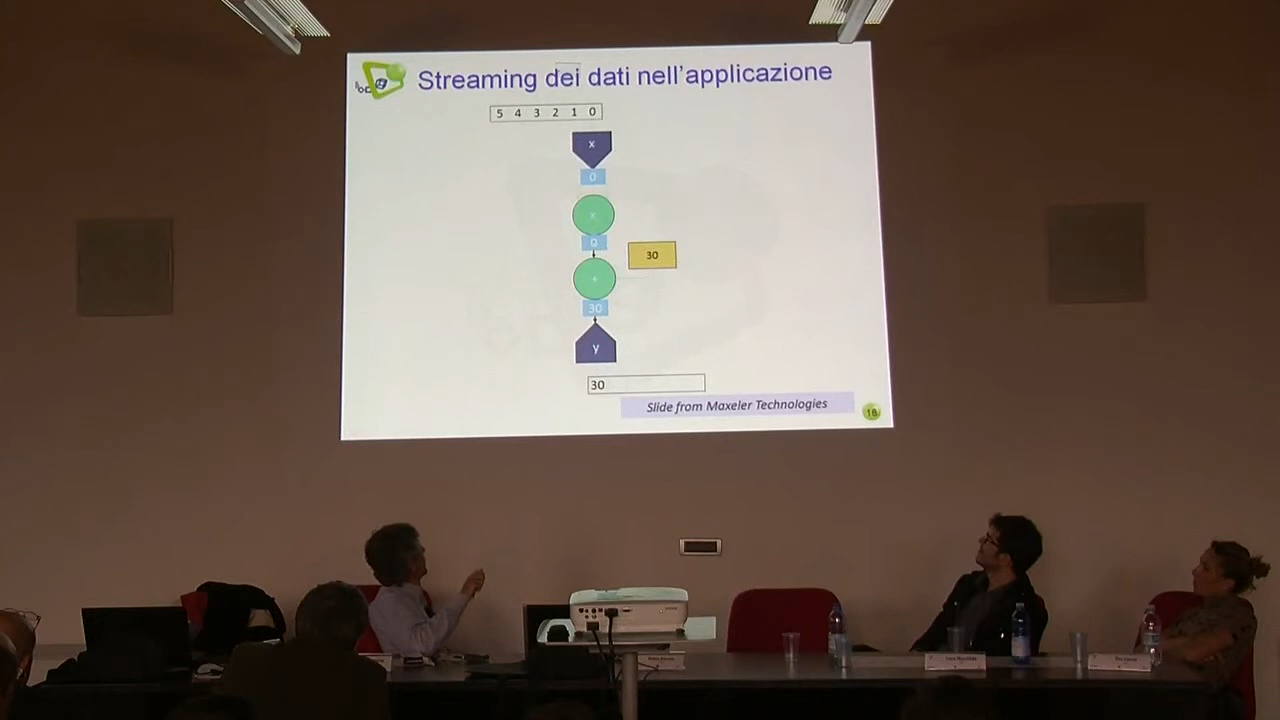 Streaming dei dati nell'applicazione
5 4 3 2 1 0
x
0
x
0
30
+
30
y
30
Slide from Maxeler Technologies
16